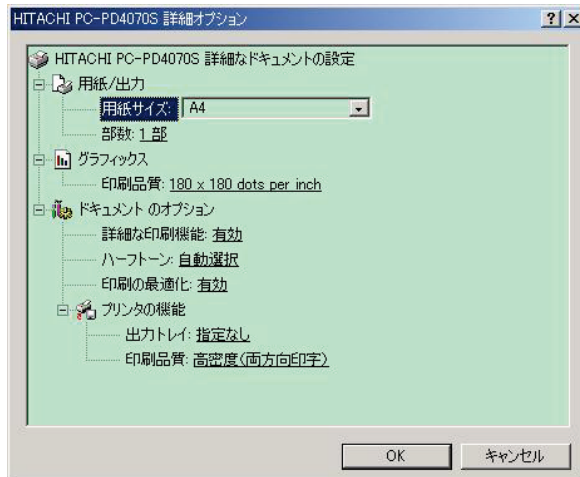 HITACHI PC-PD4070S 詳細オプション
HITACHI PC-PD4070S 詳細なドキュメントの設定
用紙/出力
用紙サイズ: A4
部数: 1 部
グラフィックス
印刷品質: 180 x 180 dots per inch
ドキュメント のオプション
詳細な印刷機能: 有効
ハーフトーン: 自動選択
印刷の最適化: 有効
プリンタの機能
出力トレイ: 指定なし
印刷品質: 高密度(両方向印字)
OK キャンセル